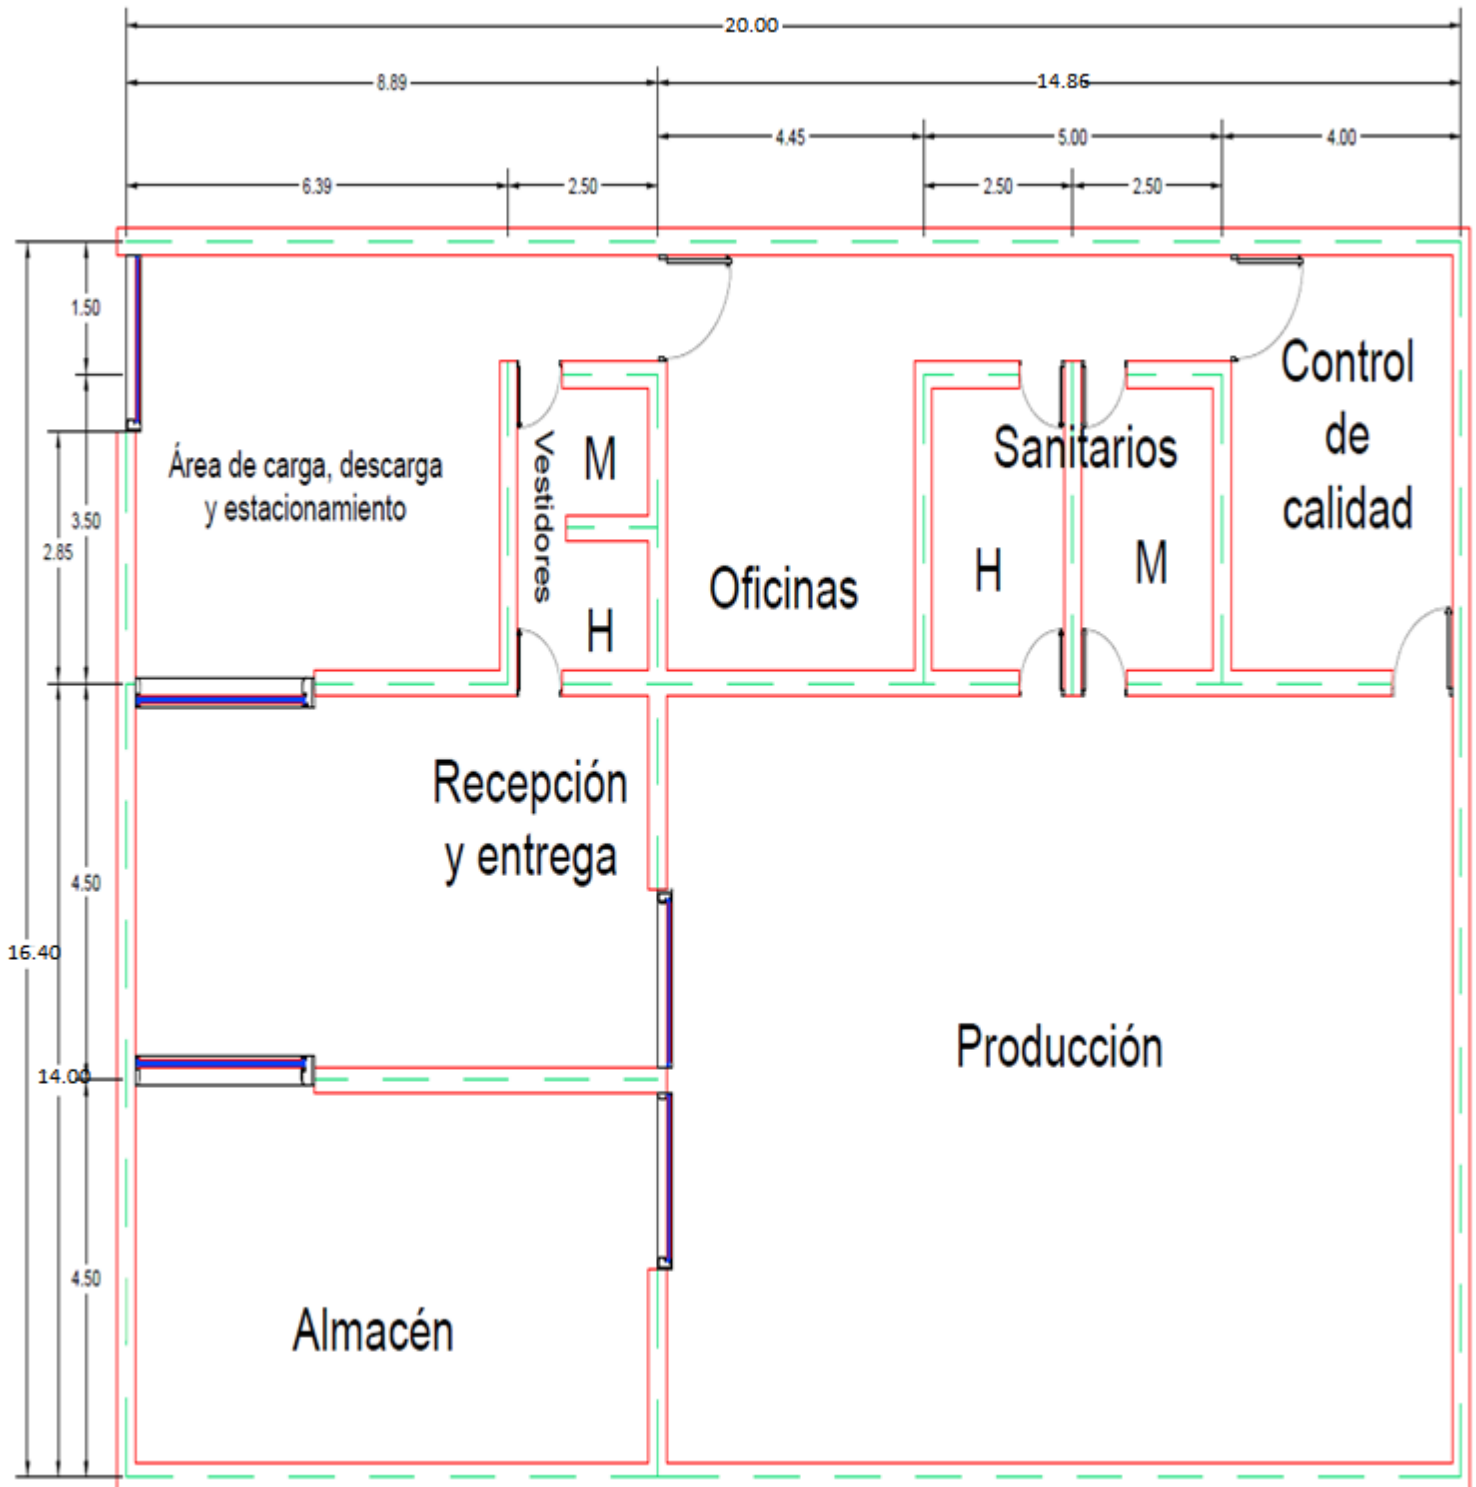 20.00
8.89
14.86
4.45
5.00
4.00
6.39
2.50
2.50
2.50
1.50
3.50
2.85
4.50
16.40
14.00
4.50
Área de carga, descarga
y estacionamiento
Vestidores
M
H
Oficinas
Sanitarios
H
M
Control
de
calidad
Recepción
y entrega
Producción
Almacén